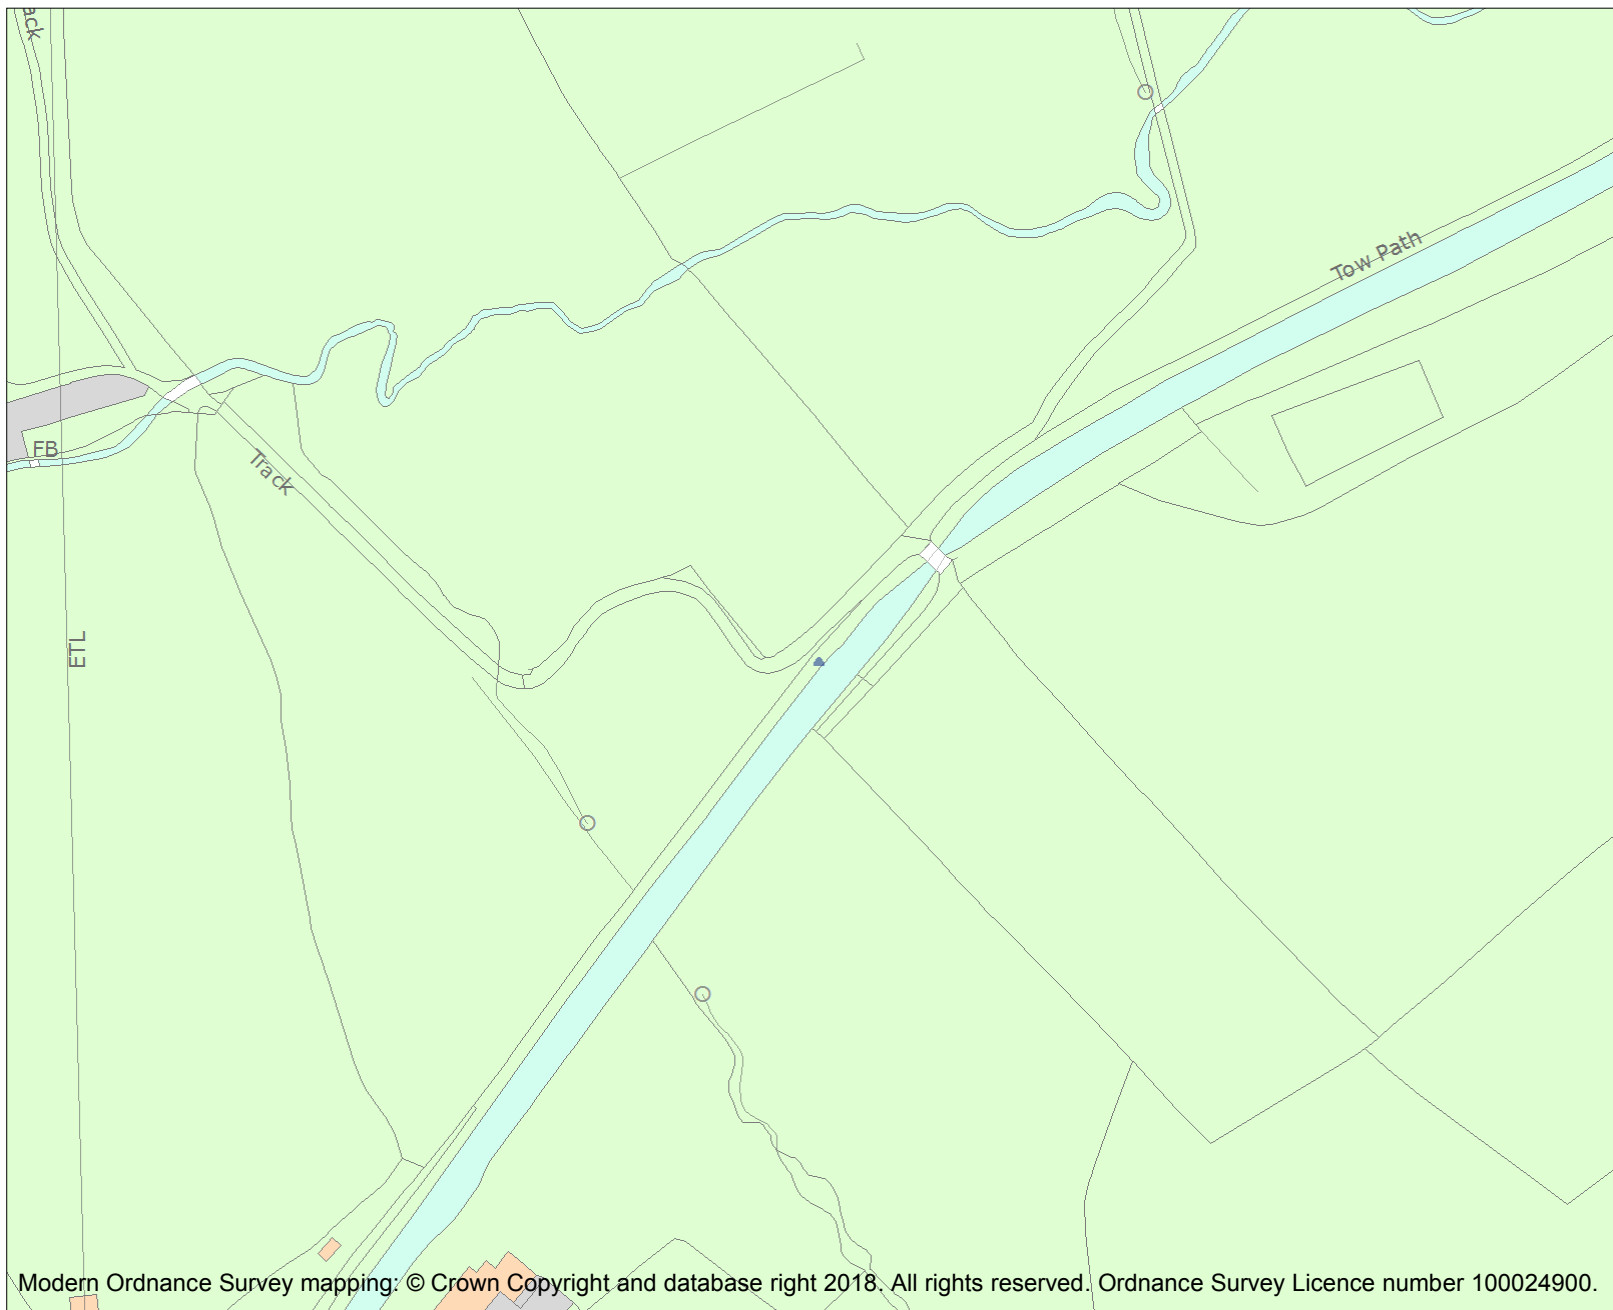 Tow Path
FB
Track
ETL
Modern Ordnance Survey mapping: © Crown Copyright and database right 2018. All rights reserved. Ordnance Survey Licence number 100024900.